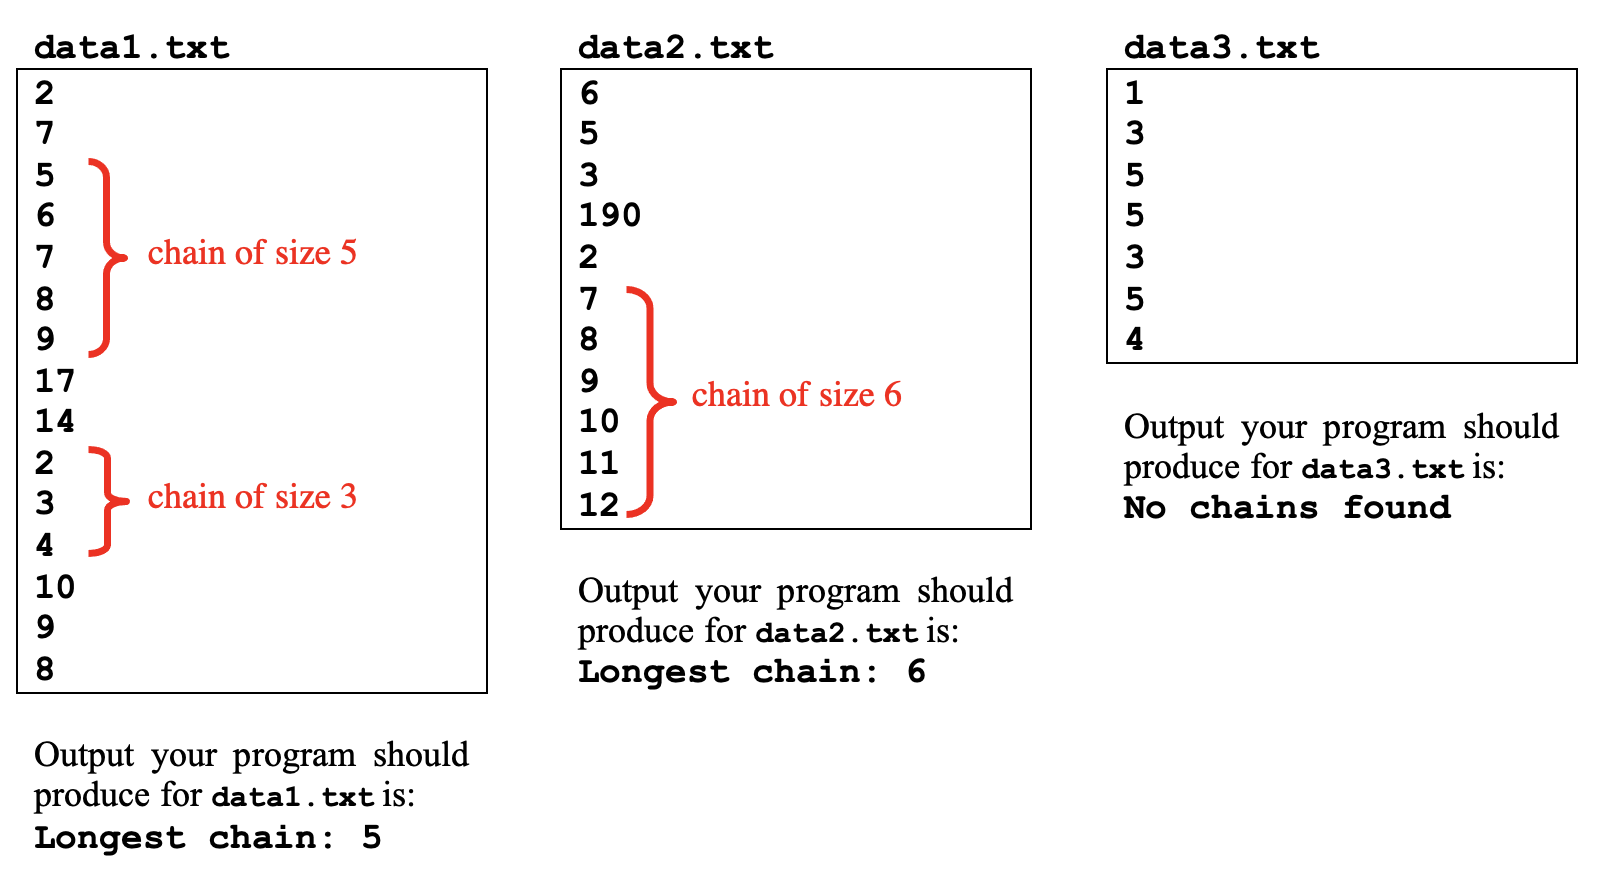 data1.txt
2
7
5
6
7
8
9
17
14
2
3
4
10
9
8
chain of size 5
chain of size 3
Output your program should
produce for data1.txt is:
Longest chain: 5
data2.txt
6
5
3
190
2
7
8
9
10
11
12
chain of size 6
Output your program should
produce for data2.txt is:
Longest chain: 6
data3.txt
1
3
5
5
3
5
4
Output your program should
produce for data3.txt is:
No chains found